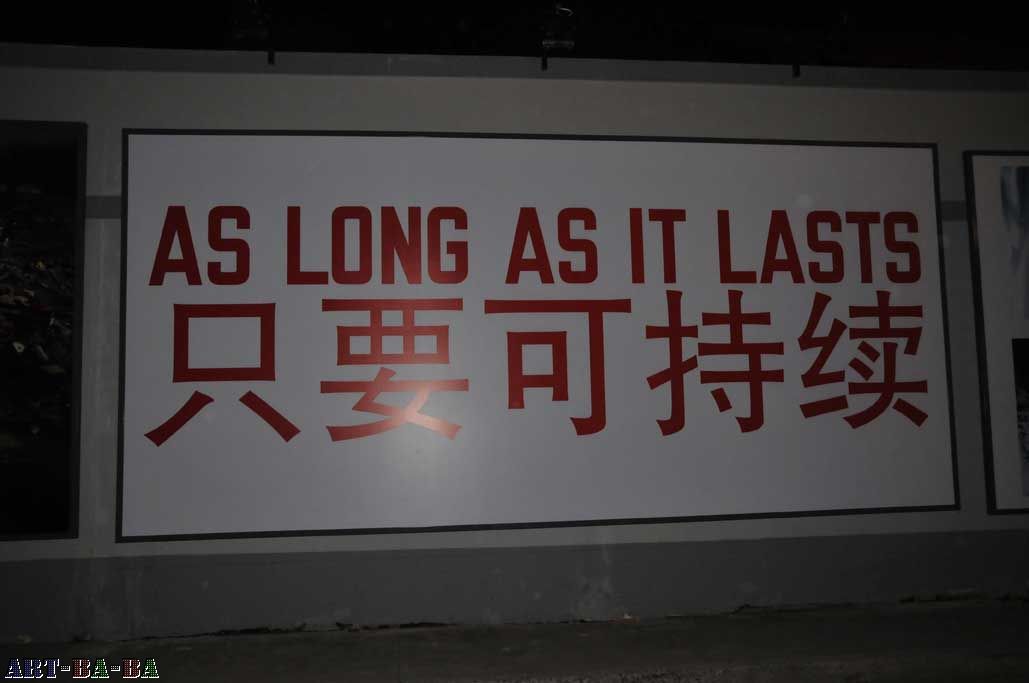 AS LONG AS IT LASTS
只要可持续
ART-BA-BA